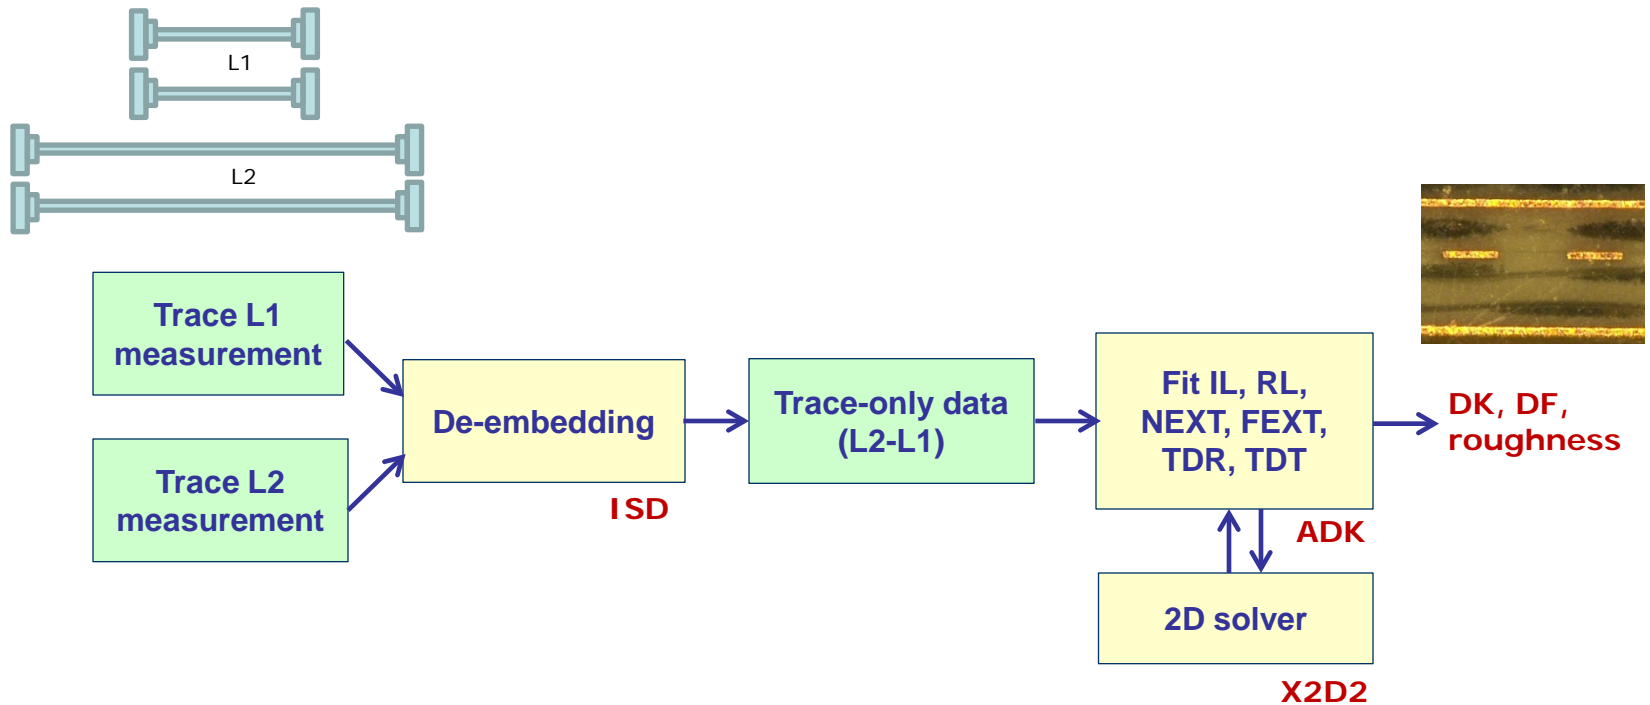 L1
L2
Trace L1
measurement
Trace L2
measurement
De-embedding
ISD
Trace-only data
(L2-L1)
Fit IL, RL,
NEXT, FEXT,
TDR, TDT
ADK
2D solver
X2D2
DK, DF,
roughness